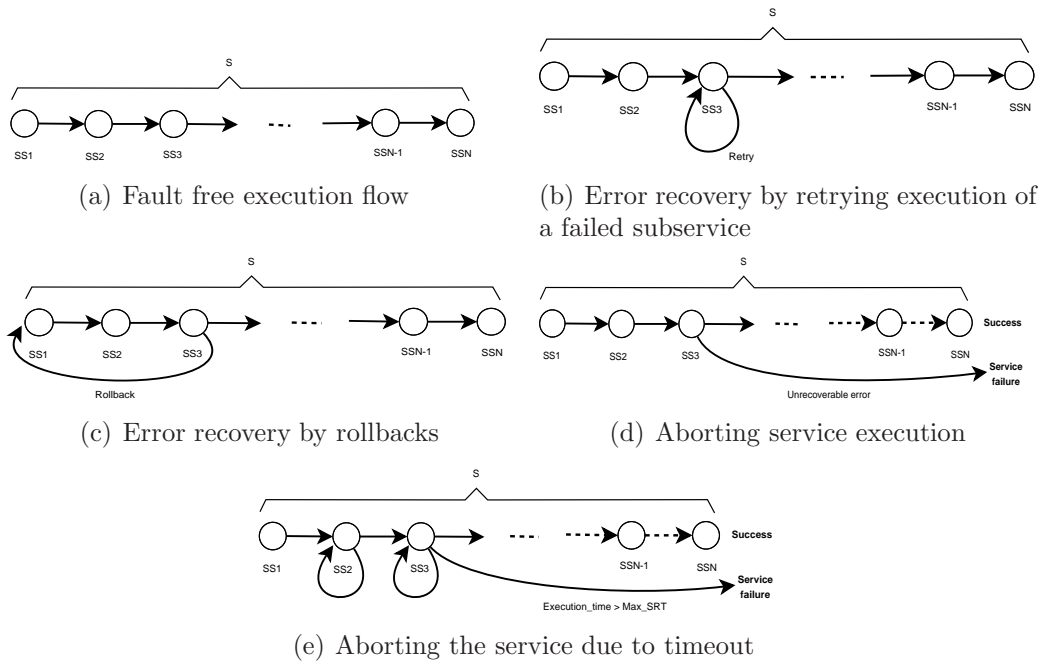 S
SS1 SS2 SS3 SSN-1 SSN
(a) Fault free execution flow
S
SS1 SS2 SS3 SSN-1 SSN
Retry
(b) Error recovery by retrying execution of
a failed subservice
S
SS1 SS2 SS3 SSN-1 SSN
Rollback
(c) Error recovery by rollbacks
S
Success
SS1 SS2 SS3 SSN-1 SSN
Service
failure
Unrecoverable error
(d) Aborting service execution
S
Success
SS1 SS2 SS3 SSN-1 SSN
Service
failure
Execution_time > Max_SRT
(e) Aborting the service due to timeout